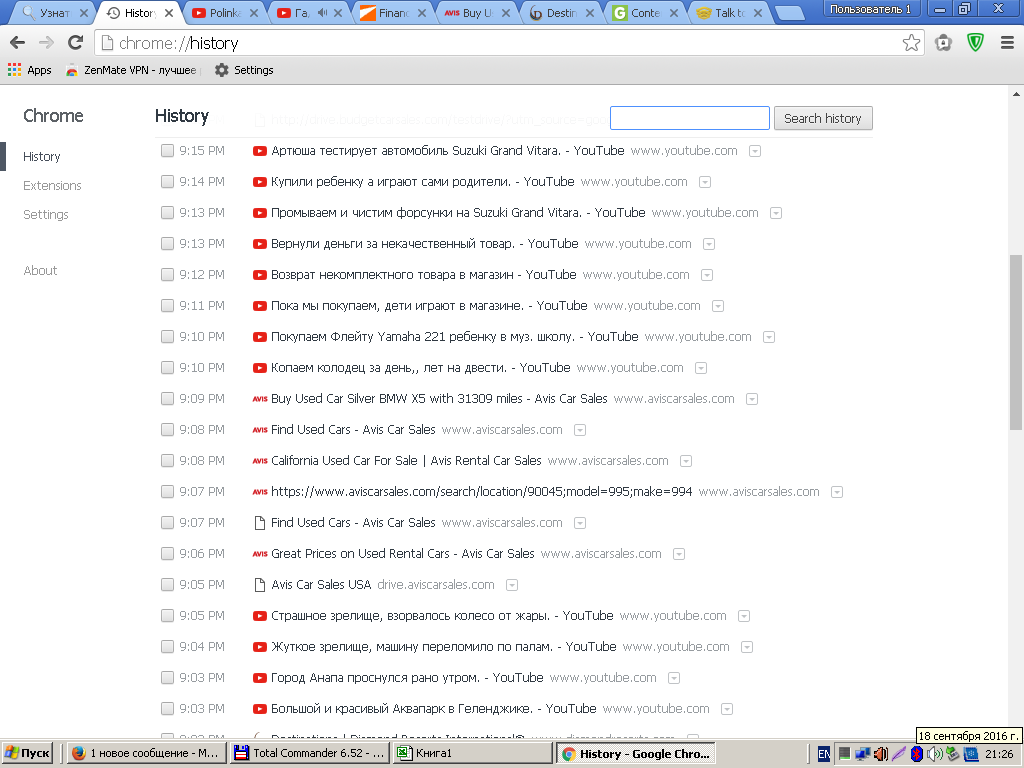 Узнат
History
Polinka
Га
Financ
AVIS Buy U
Destin
Conte
Talk to
Пользователь 1
chrome://history
Apps
ZenMate VPN - лучшее
Settings
Chrome
History
Search history
History
Extensions
Settings
About
9:15 PM Артюша тестирует автомобиль Suzuki Grand Vitara. - YouTube www.youtube.com
9:14 PM Купили ребенку а играют сами родители. - YouTube www.youtube.com
9:13 PM Промываем и чистим форсунки на Suzuki Grand Vitara. - YouTube www.youtube.com
9:13 PM Вернули деньги за некачественный товар. - YouTube www.youtube.com
9:12 PM Возврат некомплектного товара в магазин - YouTube www.youtube.com
9:11 PM Пока мы покупаем, дети играют в магазине. - YouTube www.youtube.com
9:10 PM Покупаем Флейту Yamaha 221 ребенку в муз. школу. - YouTube www.youtube.com
9:10 PM Копаем колодец за день,, лет на двести. - YouTube www.youtube.com
9:09 PM AVIS Buy Used Car Silver BMW X5 with 31309 miles - Avis Car Sales www.aviscarsales.com
9:08 PM AVIS Find Used Cars - Avis Car Sales www.aviscarsales.com
9:08 PM AVIS California Used Car For Sale | Avis Rental Car Sales www.aviscarsales.com
9:07 PM AVIS https://www.aviscarsales.com/search/location/90045;model=995;make=994 www.aviscarsales.com
9:07 PM Find Used Cars - Avis Car Sales www.aviscarsales.com
9:06 PM AVIS Great Prices on Used Rental Cars - Avis Car Sales www.aviscarsales.com
9:05 PM Avis Car Sales USA drive.aviscarsales.com
9:05 PM Страшное зрелище, взорвалось колесо от жары. - YouTube www.youtube.com
9:04 PM Жуткое зрелище, машину переломило по палам. - YouTube www.youtube.com
9:03 PM Город Анапа проснулся рано утром. - YouTube www.youtube.com
9:03 PM Большой и красивый Аквапарк в Геленджике. - YouTube www.youtube.com
18 сентября 2016 г.
Пуск
1 новое сообщение - M...
Total Commander 6.52 - ...
Книга1
History - Google Chro...
EN
21:26